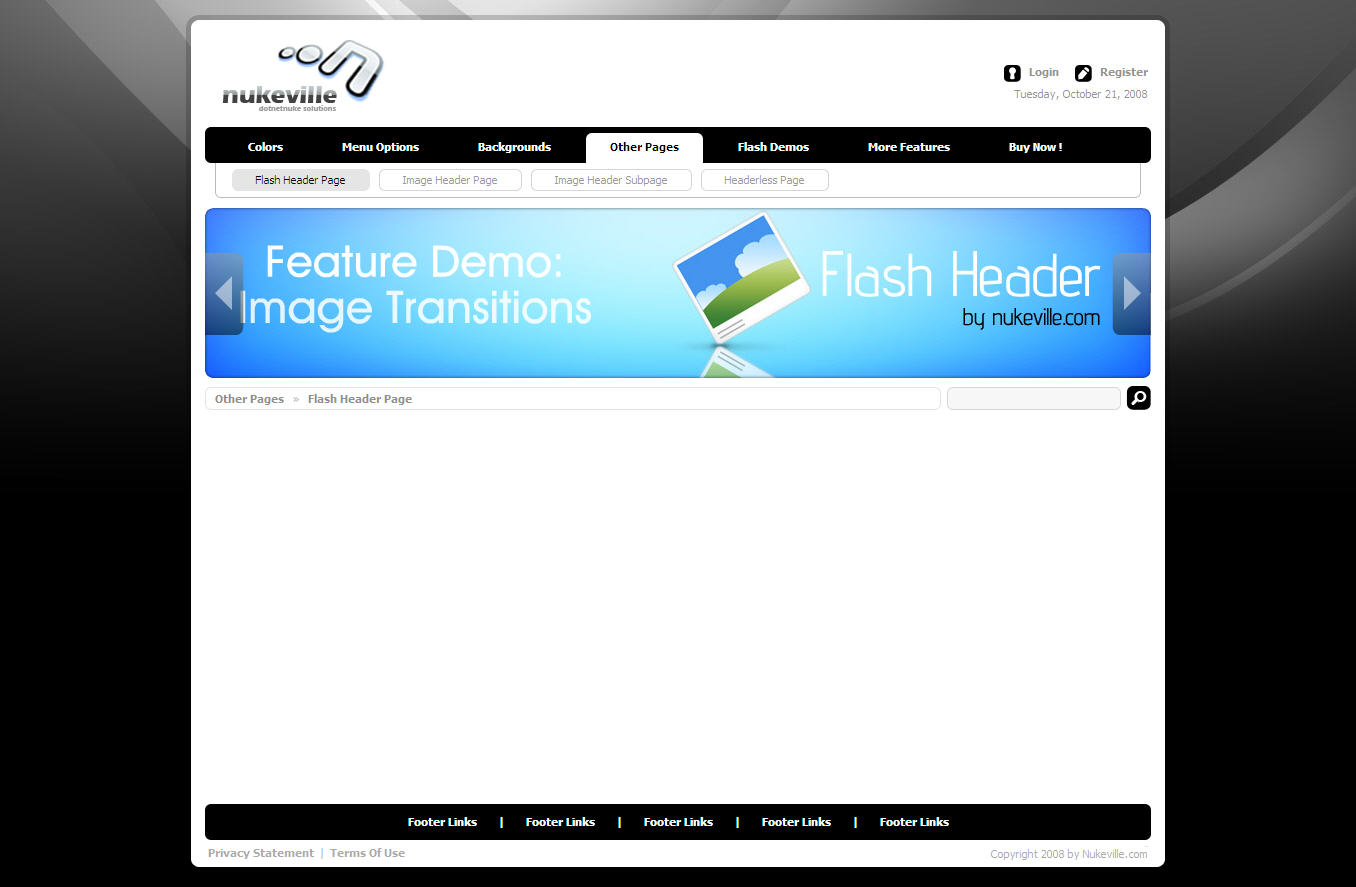 nukeville
dotnetnuke solutions
Login Register
Tuesday, October 21, 2008
Colors Menu Options Backgrounds Other Pages Flash Demos More Features Buy Now !
Flash Header Page Image Header Page Image Header Subpage Headerless Page
Feature Demo:
Image Transitions
Flash Header
by nukeville.com
Other Pages » Flash Header Page
Footer Links | Footer Links | Footer Links | Footer Links | Footer Links
Privacy Statement | Terms Of Use
Copyright 2008 by Nukeville.com